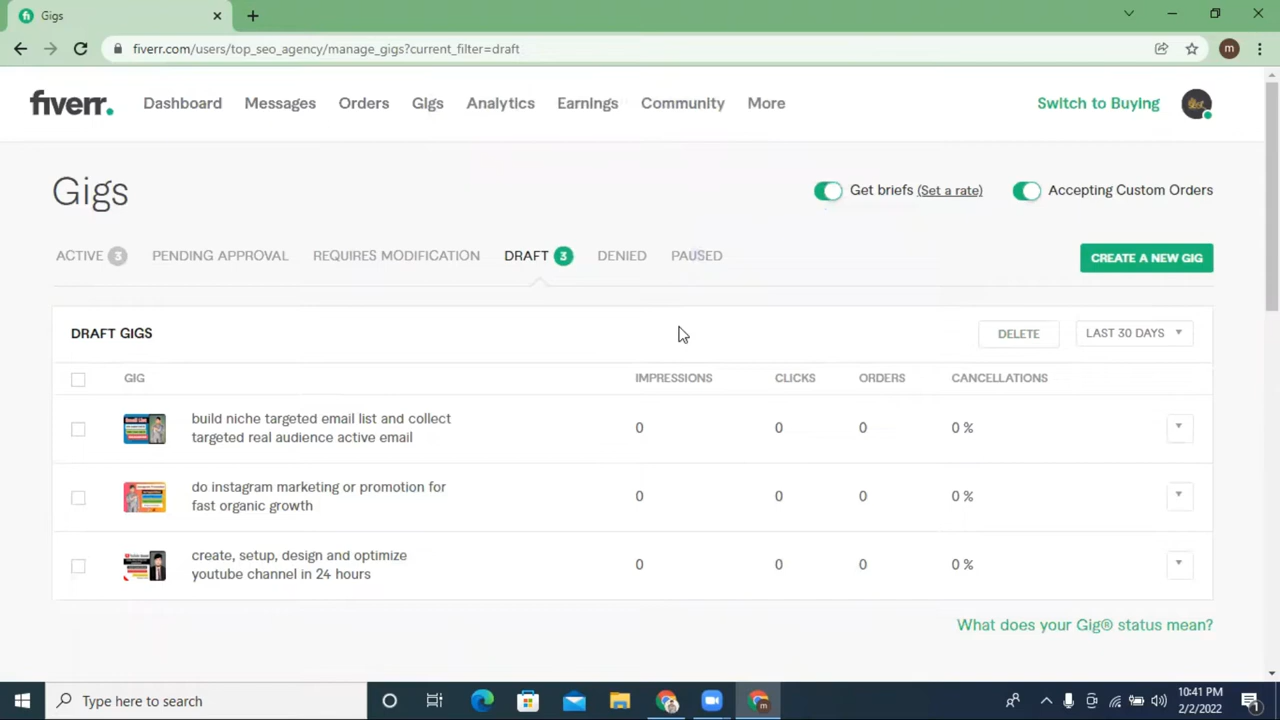 Gigs
fiverr.com/users/top_seo_agency/manage_gigs?current_filter=draft
m
fiverr.
Dashboard
Messages
Orders
Gigs
Analytics
Earnings
Community
More
Switch to Buying
Gigs
Get briefs (Set a rate)
Accepting Custom Orders
ACTIVE 3
PENDING APPROVAL
REQUIRES MODIFICATION
DRAFT 3
DENIED
PAUSED
CREATE A NEW GIG
DRAFT GIGS
DELETE
LAST 30 DAYS
GIG
IMPRESSIONS
CLICKS
ORDERS
CANCELLATIONS
build niche targeted email list and collect
targeted real audience active email
0
0
0
0 %
do instagram marketing or promotion for
fast organic growth
0
0
0
0 %
create, setup, design and optimize
youtube channel in 24 hours
0
0
0
0 %
What does your Gig® status mean?
Type here to search
10:41 PM
2/2/2022